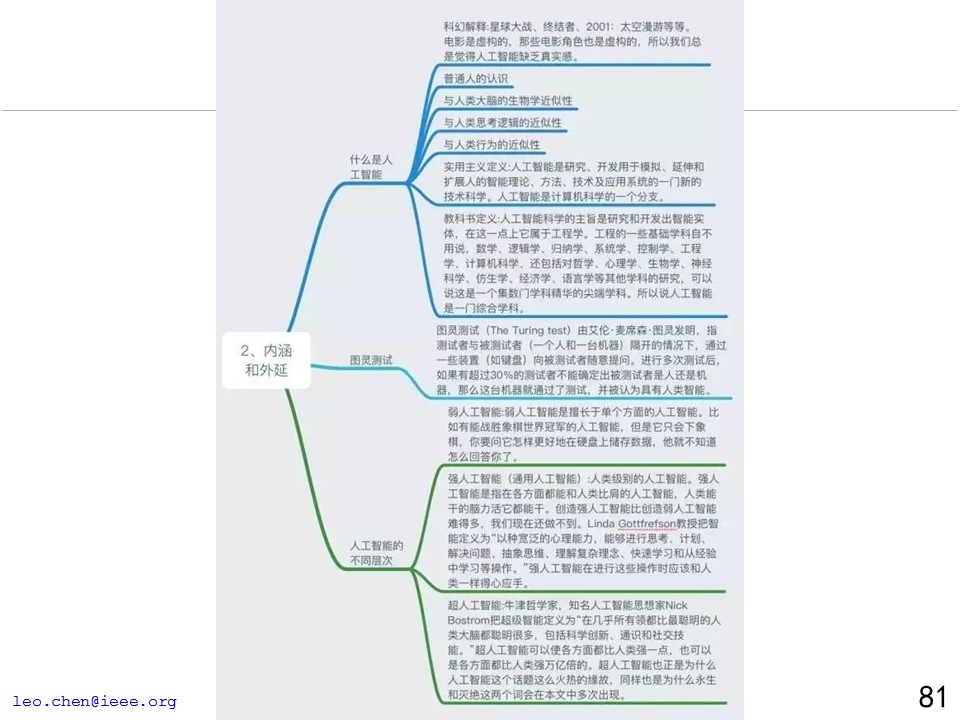 科幻解释:星球大战、终结者、2001：太空漫游等等。
电影是虚构的，那些电影角色也是虚构的，所以我们总
是觉得人工智能缺乏真实感。
普通人的认识
与人类大脑的生物学近似性
与人类思考逻辑的近似性
与人类行为的近似性
什么是人
工智能
实用主义定义:人工智能是研究、开发用于模拟、延伸和
扩展人的智能理论、方法、技术及应用系统的一门新的
技术科学。人工智能是计算机科学的一个分支。
教科书定义:人工智能科学的主旨是研究和开发出智能实
体，在这一点上它属于工程学。工程的一些基础学科自不
用说，数学、逻辑学、归纳学、系统学、控制学、工程
学、计算机科学、还包括对哲学、心理学、生物学、神经
科学、仿生学、经济学、语言学等其他学科的研究，可以
说这是一个集数门学科精华的尖端学科。所以说人工智能
是一门综合学科。
2、内涵
和外延
图灵测试
图灵测试（The Turing test）由艾伦·麦席森·图灵发明，指
测试者与被测试者（一个人和一台机器）隔开的情况下，通过
一些装置（如键盘）向被测试者随意提问。进行多次测试后，
如果有超过30%的测试者不能确定出被测试者是人还是机
器，那么这台机器就通过了测试，并被认为具有人类智能。
弱人工智能:弱人工智能是擅长于单个方面的人工智能。比
如有能战胜象棋世界冠军的人工智能，但是它只会下象
棋，你要问它怎样更好地在硬盘上储存数据，他就不知道
怎么回答你了。
强人工智能（通用人工智能）:人类级别的人工智能。强人
工智能是指在各方面都能和人类比肩的人工智能，人类能
干的脑力活它都能干。创造强人工智能比创造弱人工智能
难得多，我们现在还做不到。Linda Gottfrefson教授把智
能定义为“以种宽泛的心理能力，能够进行思考、计划、
解决问题、抽象思维、理解复杂理念、快速学习和从经验
中学习等操作。”强人工智能在进行这些操作时应该和人
类一样得心应手。
人工智能的
不同层次
超人工智能:牛津哲学家，知名人工智能思想家Nick
Bostrom把超级智能定义为“在几乎所有领都比最聪明的人
类大脑都聪明很多，包括科学创新、通识和社交技
能。”超人工智能可以使各方面都比人类强一点，也可以
是各方面都比人类强万亿倍的。超人工智能也正是为什么
人工智能这个话题这么火热的缘故，同样也是为什么永生
和灭绝这两个词会在本文中多次出现。
leo.chen@ieee.org
81